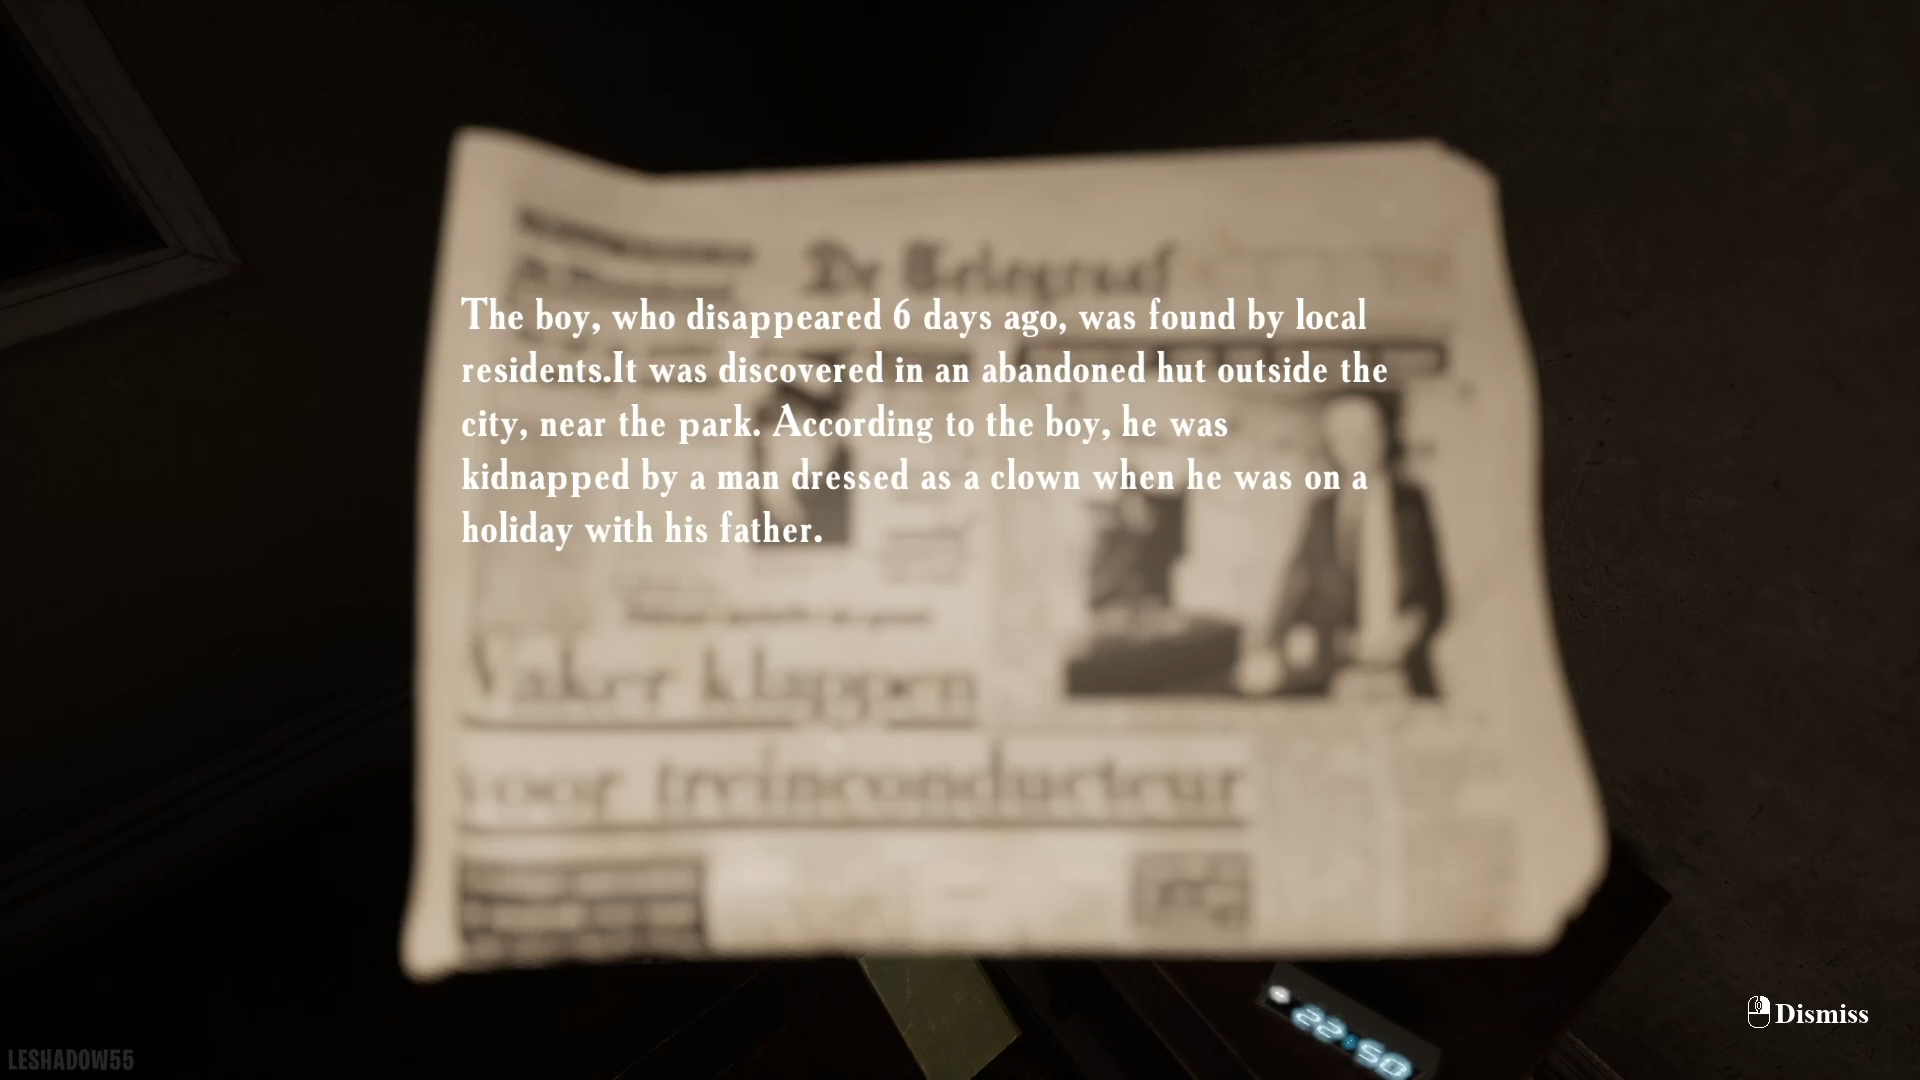 De Telegraaf
The boy, who disappeared 6 days ago, was found by local
residents.It was discovered in an abandoned hut outside the
city, near the park. According to the boy, he was
kidnapped by a man dressed as a clown when he was on a
holiday with his father.
Vaker klappen
voor treinconducteur
22:50
Dismiss
LESHADOW55